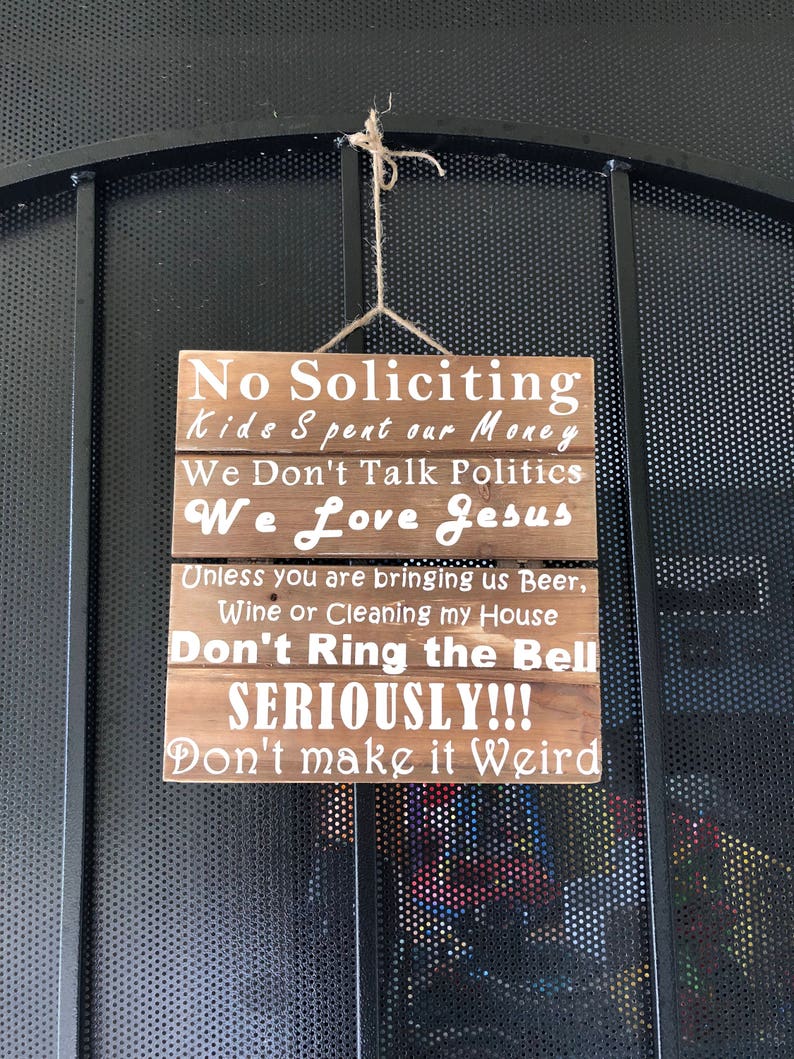 No Soliciting
Kids Spent our Money
We Don't Talk Politics
We Love Jesus
Unless you are bringing us Beer,
Wine or Cleaning my House
Don't Ring the Bell
SERIOUSLY!!!
Don't make it Weird